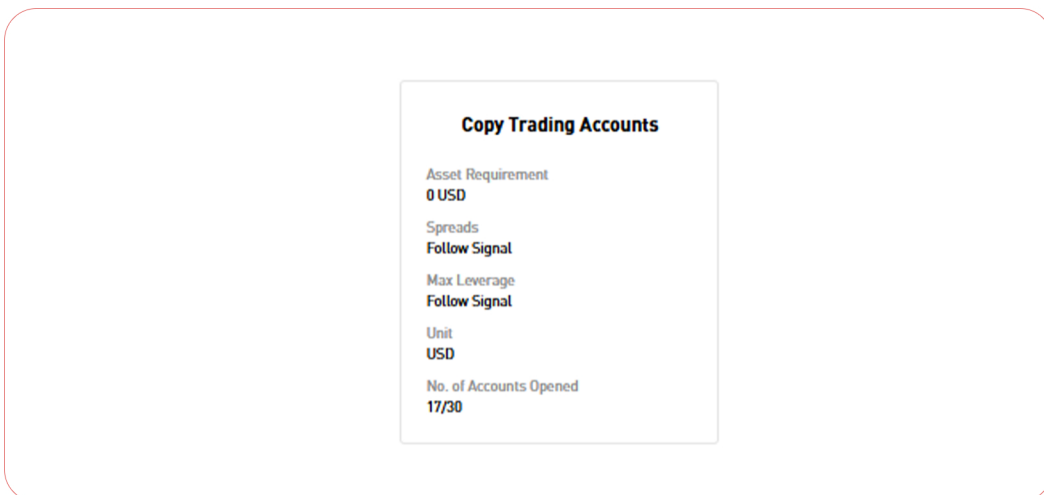 Copy Trading Accounts
Asset Requirement
0 USD
Spreads
Follow Signal
Max Leverage
Follow Signal
Unit
USD
No. of Accounts Opened
17/30